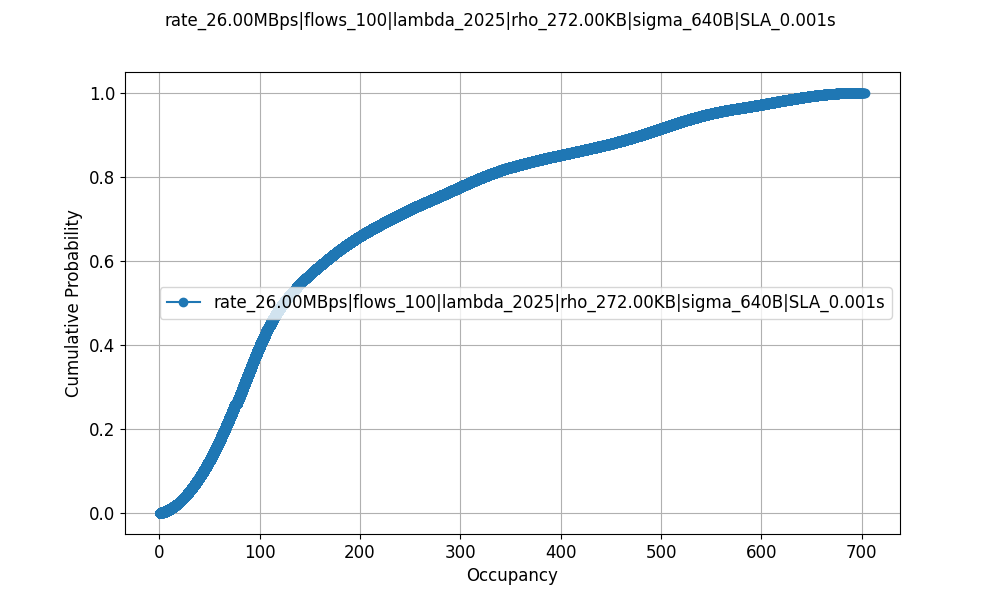 rate_26.00MBps|flows_100|lambda_2025|rho_272.00KB|sigma_640B|SLA_0.001s
1.0
0.8
0.6
0.4
0.2
0.0
Cumulative Probability
rate_26.00MBps|flows_100|lambda_2025|rho_272.00KB|sigma_640B|SLA_0.001s
0 100 200 300 400 500 600 700
Occupancy